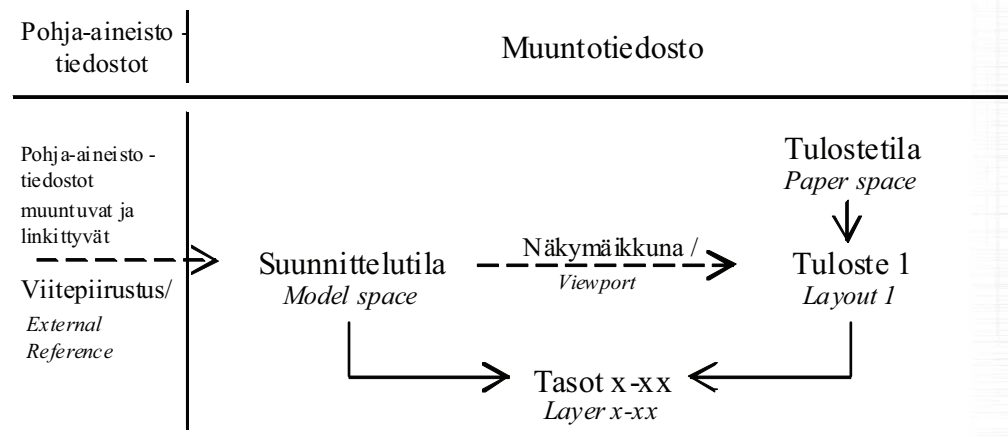 Pohja-aineisto -
tiedostot
Muuntotiedosto
Pohja-aineisto -
tiedostot
muuntuvat ja
linkittyvät
Viitepiirustus/
External
Reference
Suunnittelutila
Model space
Näkymäikkuna /
Viewport
Tulostetila
Paper space
Tuloste 1
Layout 1
Tasot x-xx
Layer x-xx